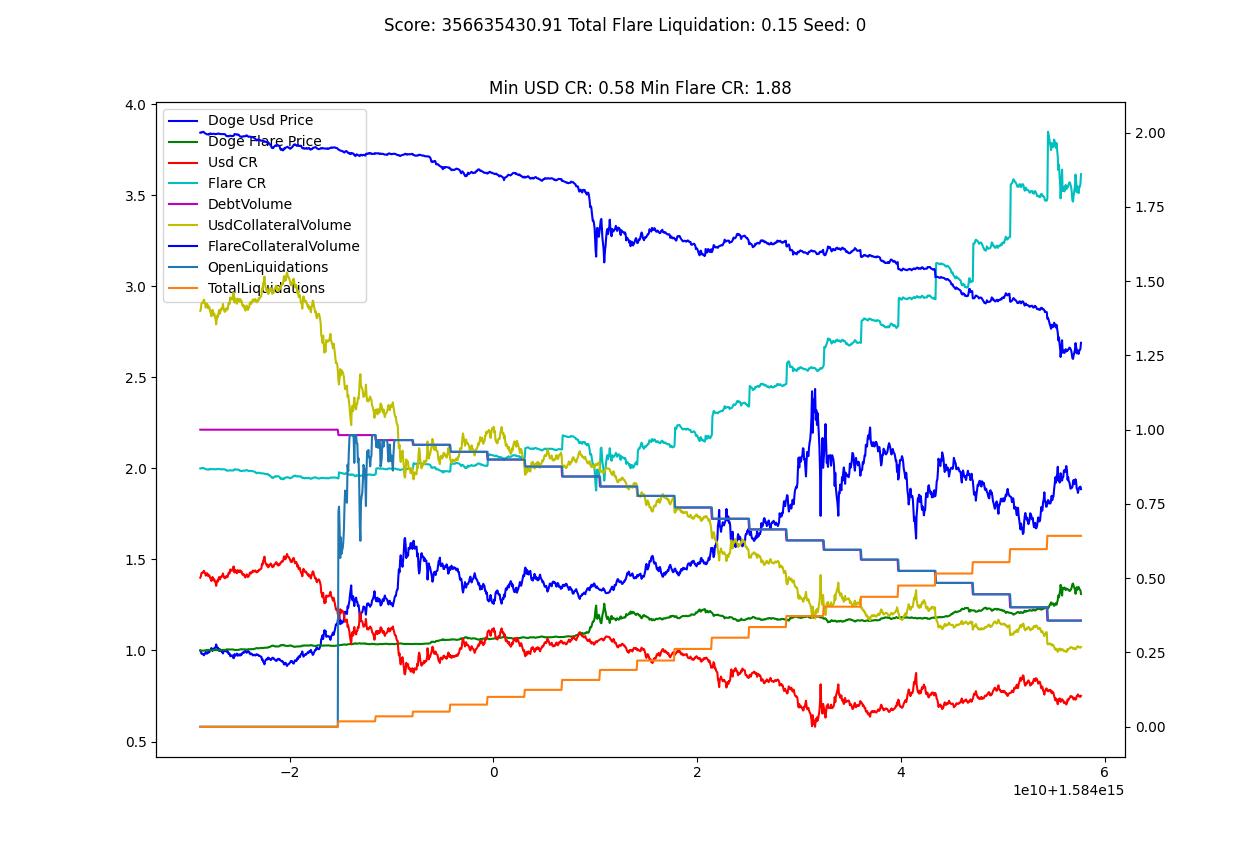 Score: 356635430.91 Total Flare Liquidation: 0.15 Seed: 0
Min USD CR: 0.58 Min Flare CR: 1.88
Doge Usd Price
Doge Flare Price
Usd CR
Flare CR
DebtVolume
UsdCollateralVolume
FlareCollateralVolume
OpenLiquidations
TotalLiquidations
4.0
3.5
3.0
2.5
2.0
1.5
1.0
0.5
2.00
1.75
1.50
1.25
1.00
0.75
0.50
0.25
0.00
−2
0
2
4
6
1e10+1.584e15